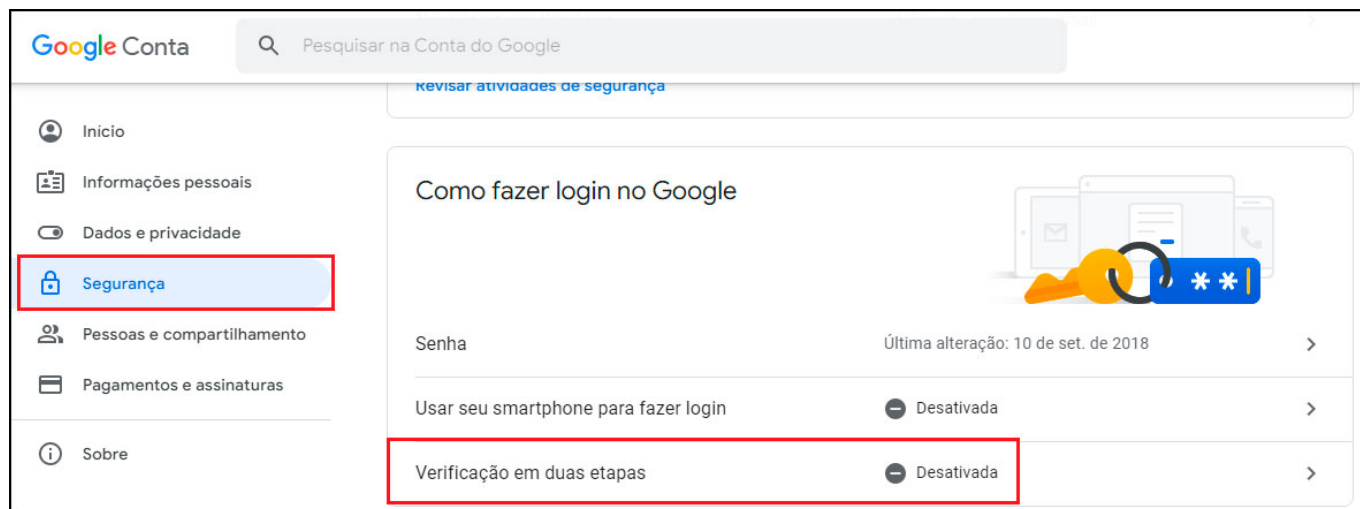 Google Conta
Pesquisar na Conta do Google
Revisar atividades de segurança
Início
Informações pessoais
Dados e privacidade
Segurança
Pessoas e compartilhamento
Pagamentos e assinaturas
Sobre
Como fazer login no Google
**
Senha Última alteração: 10 de set. de 2018
Usar seu smartphone para fazer login Desativada
Verificação em duas etapas Desativada